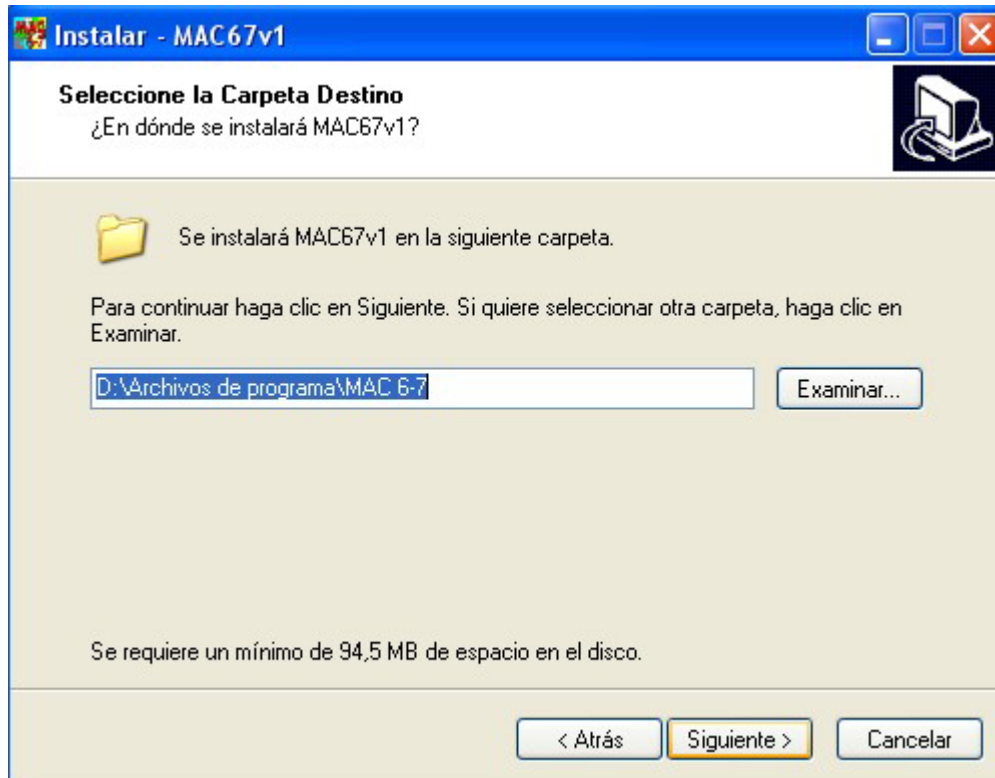 Instalar - MAC67v1
Seleccione la Carpeta Destino
¿En dónde se instalará MAC67v1?
Se instalará MAC67v1 en la siguiente carpeta.
Para continuar haga clic en Siguiente. Si quiere seleccionar otra carpeta, haga clic en
Examinar.
D:\Archivos de programa\MAC 6-7
Examinar...
Se requiere un mínimo de 94,5 MB de espacio en el disco.
< Atrás
Siguiente >
Cancelar